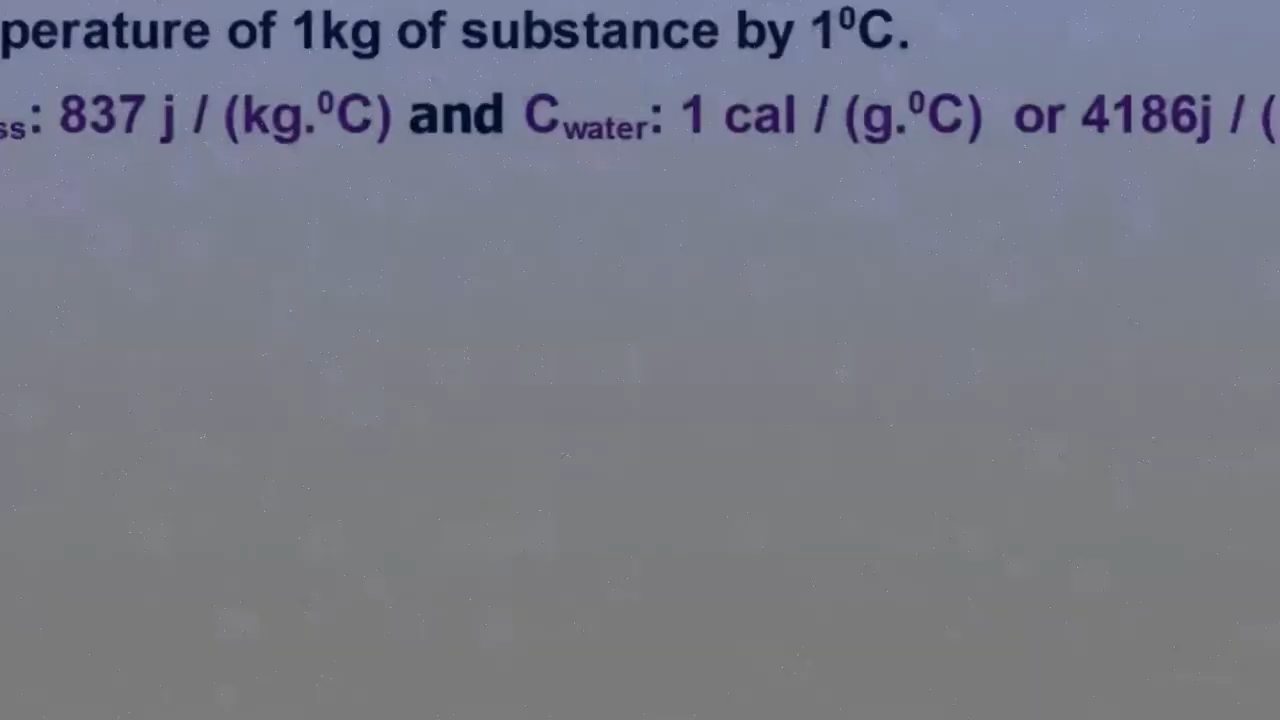 perature of 1kg of substance by 1⁰C.
ss: 837 j / (kg.⁰C) and Cwater: 1 cal / (g.⁰C) or 4186j / (